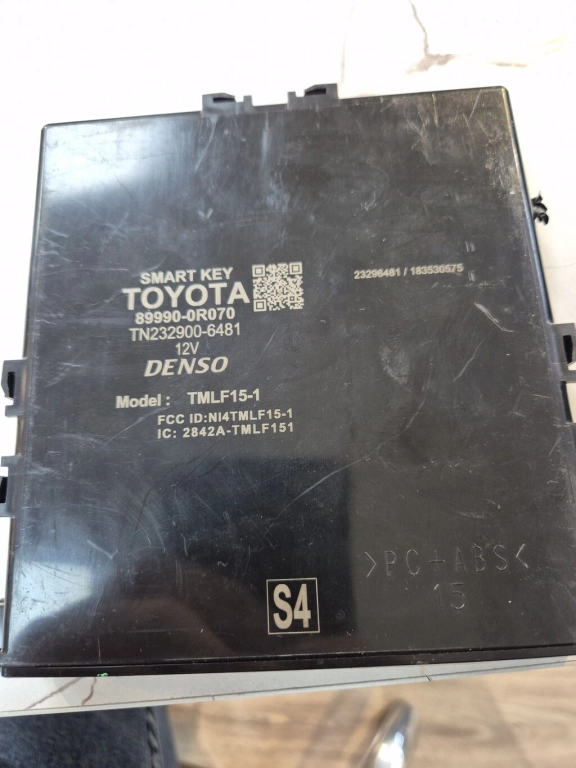 SMART KEY
TOYOTA
89990-0R070
TN232900-6481
12V
DENSO
Model : TMLF15-1
FCC ID:NI4TMLF15-1
IC: 2842A-TMLF151
23296481 / 183530575
>PC+ABS<
15
S4